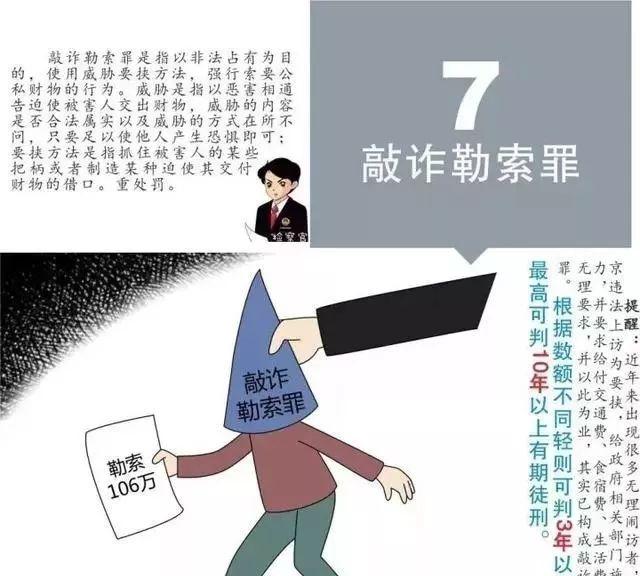 敲诈勒索罪是指以非法占有为目
的，使用威胁要挟方法，强行索要公
私财物的行为。威胁是指以恶害相通
告迫使被害人交出财物，威胁的内容
是否合法属实以及威胁的方式在所不
问，只要足以使他人产生恐惧即可；
要挟方法是指抓住被害人的某些
把柄或者制造某种迫使其交付
财物的借口。重处罚。
检察官
7
敲诈勒索罪
敲诈
勒索罪
勒索
106万
提醒：近年来出现很多无理闹访者，
京违法上访为要挟，给政府相关部门施
力，并要求给付交通费、食宿费、生活费
无理要求，并以此为业，其实已构成敲诈
罪。根据数额不同轻则可判3年以
最高可判10年以上有期徒刑。